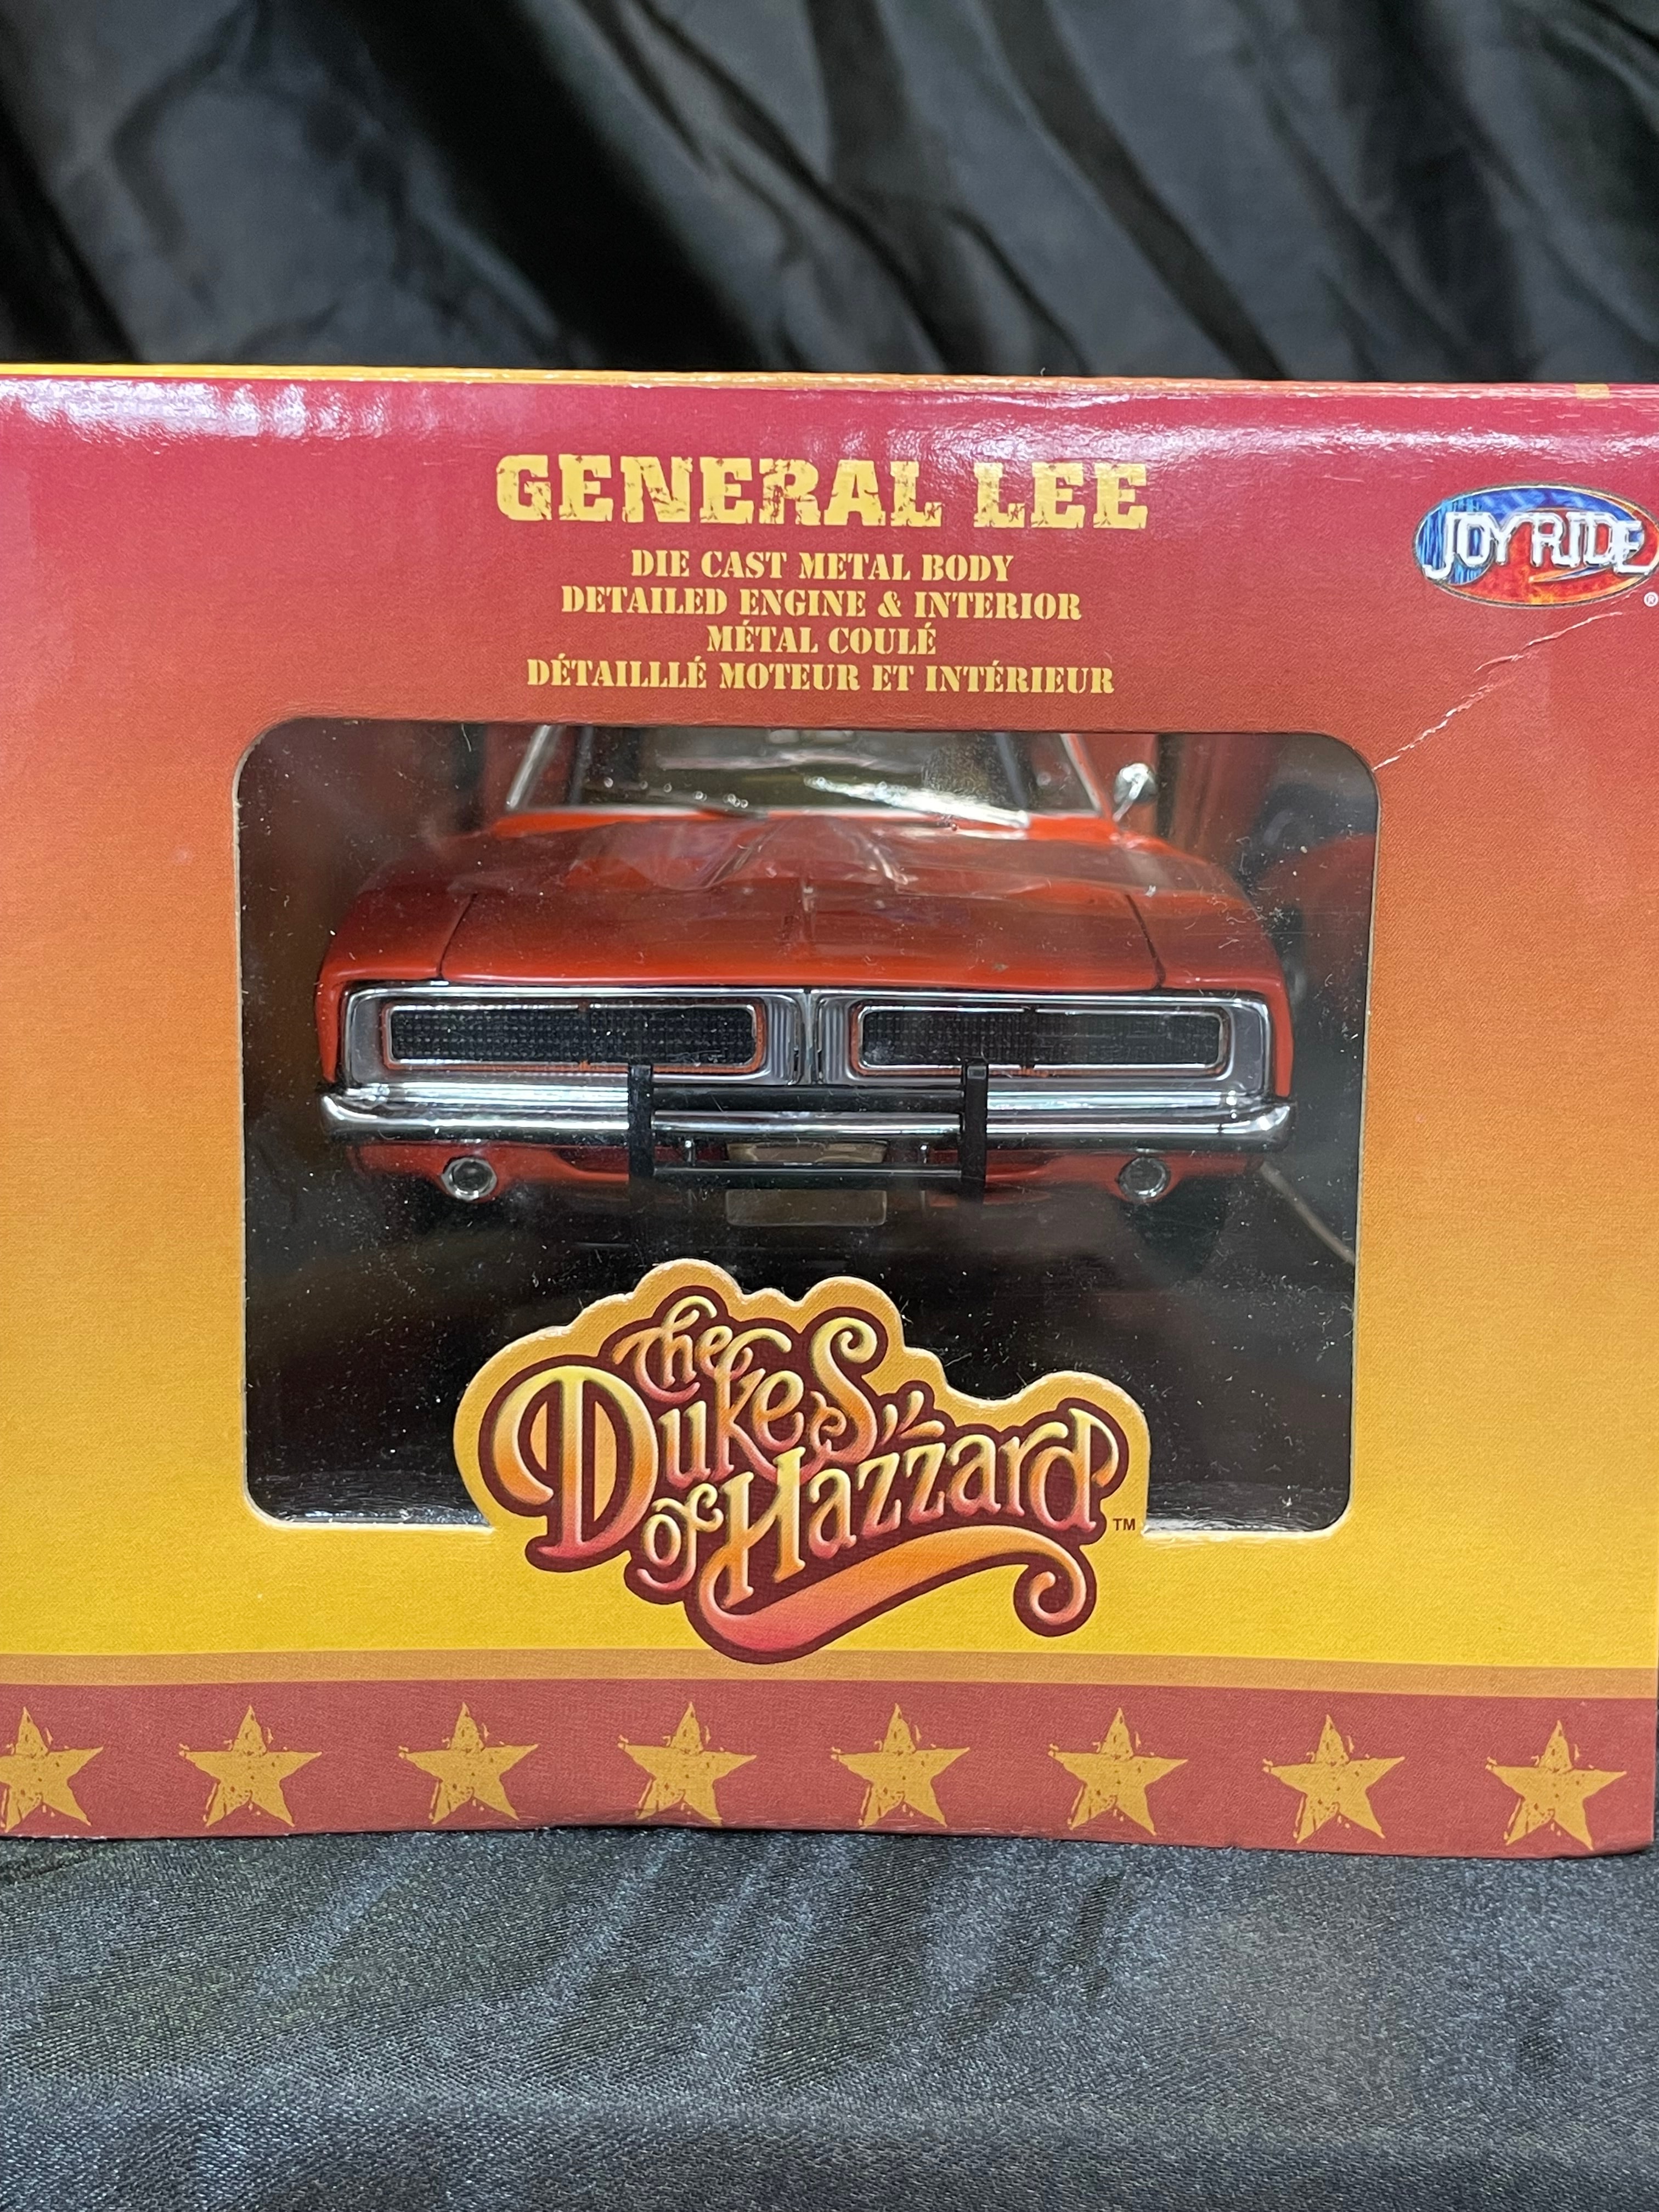 GENERAL LEE
JOYRIDE
®
DIE CAST METAL BODY
DETAILED ENGINE & INTERIOR
MÉTAL COULÉ
DÉTAILLLÉ MOTEUR ET INTÉRIEUR
The
Dukes
of Hazzard
™